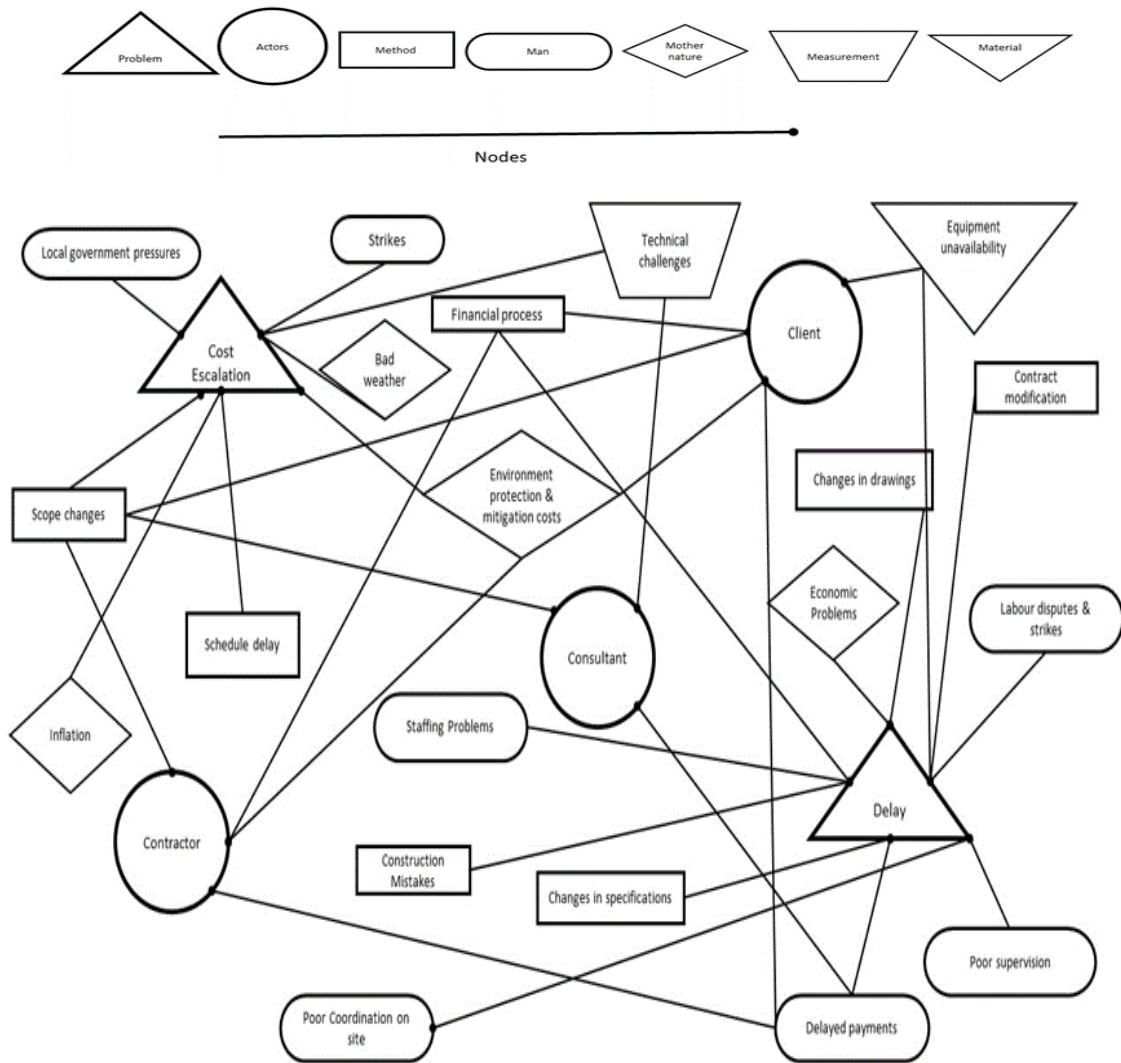 Problem
Actors
Method
Man
Mother
nature
Measurement
Material
Nodes
Local government pressures
Strikes
Technical
challenges
Equipment
unavailability
Financial process
Client
Cost
Escalation
Bad
weather
Contract
modification
Environment
protection &
mitigation costs
Changes in drawings
Scope changes
Economic
Problems
Labour disputes &
strikes
Schedule delay
Consultant
Staffing Problems
Inflation
Delay
Contractor
Construction
Mistakes
Changes in specifications
Poor supervision
Poor Coordination on
site
Delayed payments